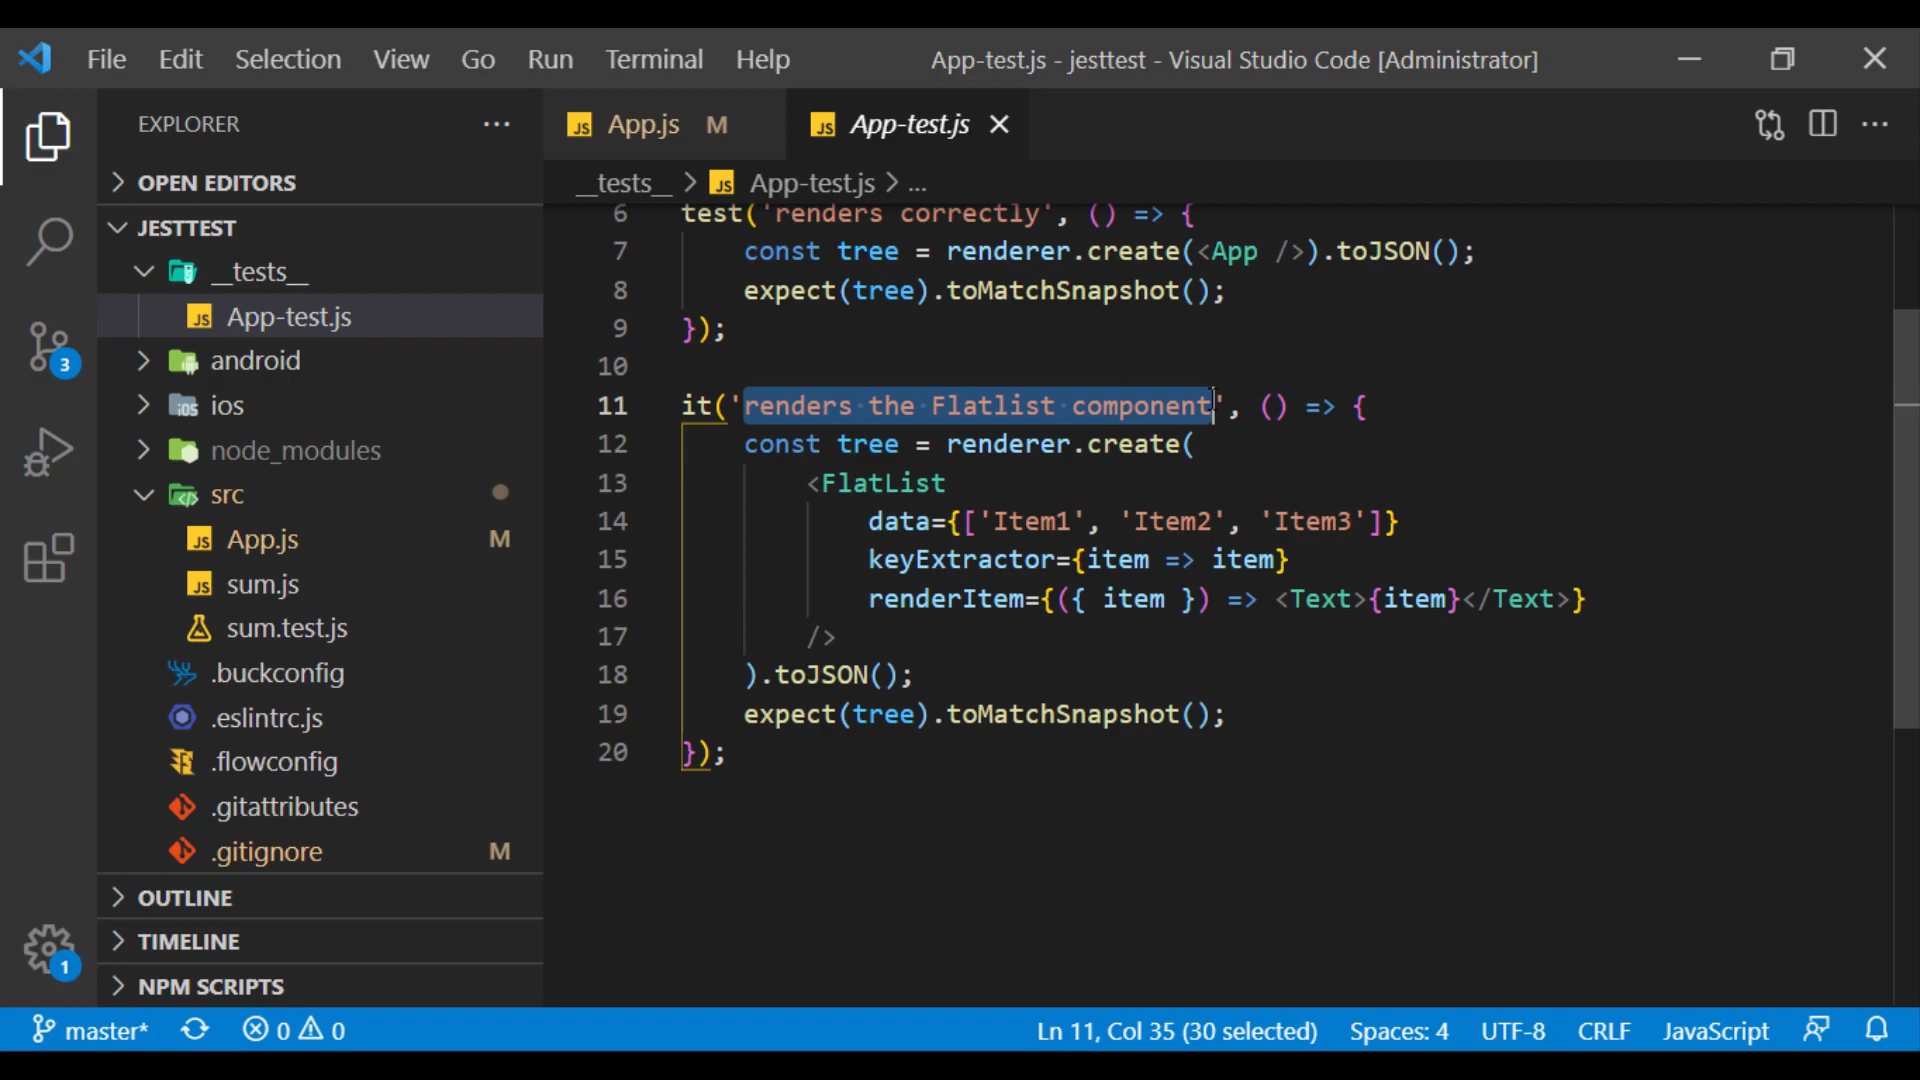 File Edit Selection View Go Run Terminal Help App-test.js - jesttest - Visual Studio Code [Administrator]
EXPLORER
OPEN EDITORS
JESTTEST
__tests__
App-test.js
android
ios
node_modules
src
App.js M
sum.js
sum.test.js
.buckconfig
.eslintrc.js
.flowconfig
.gitattributes
.gitignore M
OUTLINE
TIMELINE
NPM SCRIPTS
3
1
JS App.js M JS App-test.js
__tests__ > JS App-test.js > ...
6 test('renders correctly', () => {
7 const tree = renderer.create(<App />).toJSON();
8 expect(tree).toMatchSnapshot();
9 });
10
11 it('renders the Flatlist component', () => {
12 const tree = renderer.create(
13 <FlatList
14 data={['Item1', 'Item2', 'Item3']}
15 keyExtractor={item => item}
16 renderItem={({ item }) => <Text>{item}</Text>}
17 />
18 ).toJSON();
19 expect(tree).toMatchSnapshot();
20 });
master* 0 0 Ln 11, Col 35 (30 selected) Spaces: 4 UTF-8 CRLF JavaScript